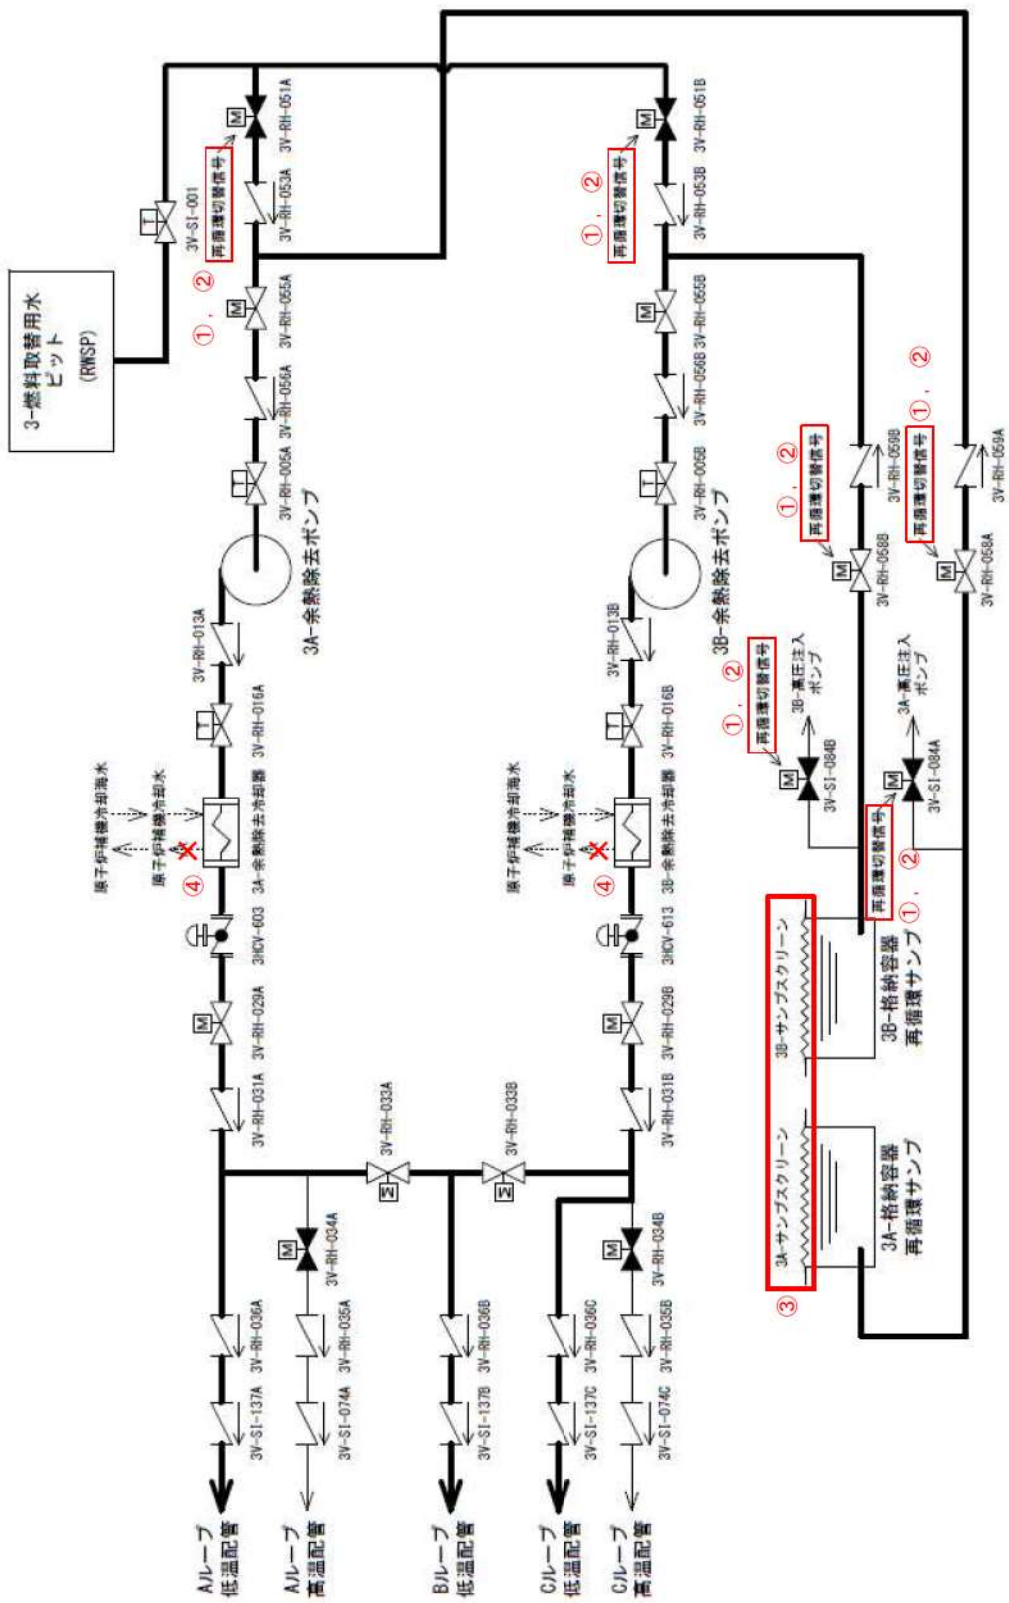 3-燃料取替用水
ピット
(RWSP)
3V-SI-001
再循環切替信号
①, ②
M
3V-RH-051A
3V-RH-053A
M
3V-RH-055A
3V-RH-056A
T
3V-RH-005A
3A-余熱除去ポンプ
3V-RH-013A
T
3V-RH-016A
原子炉補機冷却海水
原子炉補機冷却水
④
3A-余熱除去冷却器
3HCV-603
M
3V-RH-029A
3V-RH-031A
M
3V-RH-033A
M
3V-RH-033B
M
3V-RH-034A
3V-RH-036A
3V-SI-137A
Aループ
低温配管
3V-RH-035A
3V-SI-074A
Aループ
高温配管
3V-RH-036B
3V-SI-137B
Bループ
低温配管
3V-RH-036C
3V-SI-137C
Cループ
低温配管
M
3V-RH-034B
3V-RH-035B
3V-SI-074C
Cループ
高温配管
T
再循環切替信号
①, ②
M
3V-RH-051B
3V-RH-053B
M
3V-RH-055B
3V-RH-056B
T
3V-RH-005B
3B-余熱除去ポンプ
3V-RH-013B
T
3V-RH-016B
原子炉補機冷却海水
原子炉補機冷却水
④
3B-余熱除去冷却器
3HCV-613
M
3V-RH-029B
3V-RH-031B
再循環切替信号
①, ②
M
3V-RH-058B
3V-RH-059B
再循環切替信号
①, ②
M
3V-RH-058A
3V-RH-059A
再循環切替信号
①, ②
M
3V-SI-084B
3B-高圧注入
ポンプ
再循環切替信号
①, ②
M
3V-SI-084A
3A-高圧注入
ポンプ
③
3A-サンプスクリーン
3B-サンプスクリーン
3A-格納容器
再循環サンプ
3B-格納容器
再循環サンプ